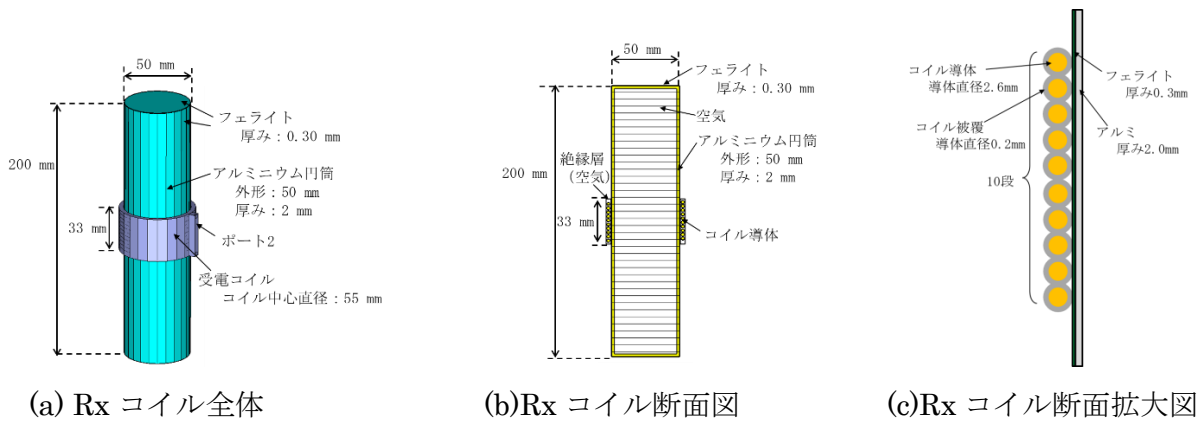 50 mm
フェライト
厚み：0.30 mm
200 mm
アルミニウム円筒
外形：50 mm
厚み：2 mm
33 mm
ポート2
受電コイル
コイル中心直径：55 mm
(a) Rx コイル全体
50 mm
フェライト
厚み：0.30 mm
空気
アルミニウム円筒
外形：50 mm
厚み：2 mm
絶縁層
(空気)
200 mm
33 mm
コイル導体
(b)Rx コイル断面図
コイル導体
導体直径2.6mm
フェライト
厚み0.3mm
コイル被覆
導体直径0.2mm
アルミ
厚み2.0mm
10段
(c)Rx コイル断面拡大図